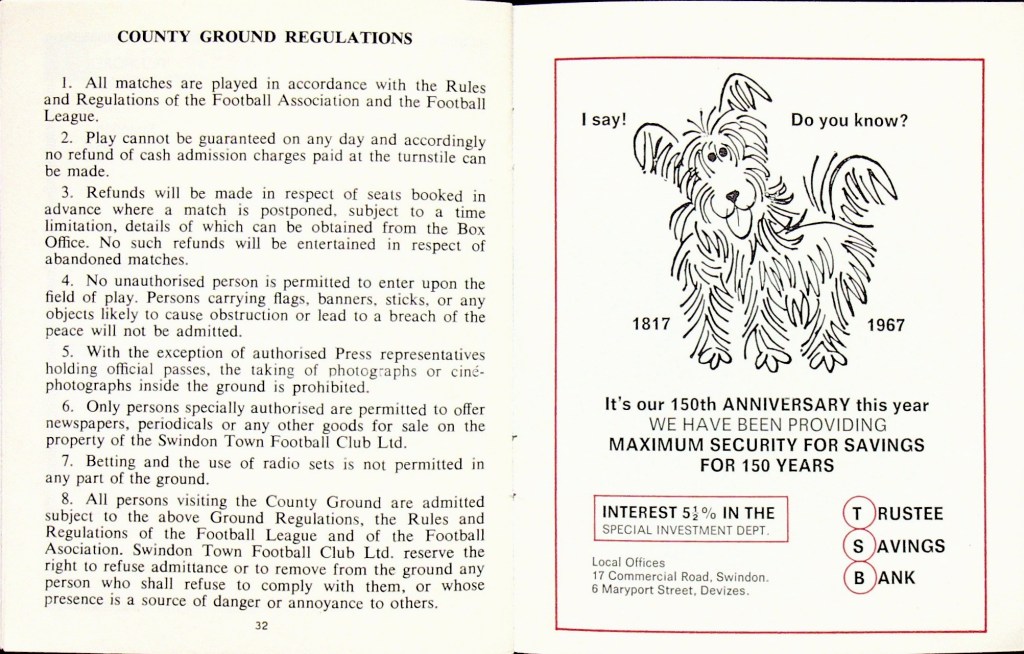 COUNTY GROUND REGULATIONS
1. All matches are played in accordance with the Rules
and Regulations of the Football Association and the Football
League.
2. Play cannot be guaranteed on any day and accordingly
no refund of cash admission charges paid at the turnstile can
be made.
3. Refunds will be made in respect of seats booked in
advance where a match is postponed, subject to a time
limitation, details of which can be obtained from the Box
Office. No such refunds will be entertained in respect of
abandoned matches.
4. No unauthorised person is permitted to enter upon the
field of play. Persons carrying flags, banners, sticks, or any
objects likely to cause obstruction or lead to a breach of the
peace will not be admitted.
5. With the exception of authorised Press representatives
holding official passes, the taking of photographs or ciné-
photographs inside the ground is prohibited.
6. Only persons specially authorised are permitted to offer
newspapers, periodicals or any other goods for sale on the
property of the Swindon Town Football Club Ltd.
7. Betting and the use of radio sets is not permitted in
any part of the ground.
8. All persons visiting the County Ground are admitted
subject to the above Ground Regulations, the Rules and
Regulations of the Football League and of the Football
Asociation. Swindon Town Football Club Ltd. reserve the
right to refuse admittance or to remove from the ground any
person who shall refuse to comply with them, or whose
presence is a source of danger or annoyance to others.
32
I say!
Do you know?
1817
1967
It's our 150th ANNIVERSARY this year
WE HAVE BEEN PROVIDING
MAXIMUM SECURITY FOR SAVINGS
FOR 150 YEARS
INTEREST 5½% IN THE
SPECIAL INVESTMENT DEPT.
Local Offices
17 Commercial Road, Swindon.
6 Maryport Street, Devizes.
TRUSTEE
SAVINGS
BANK